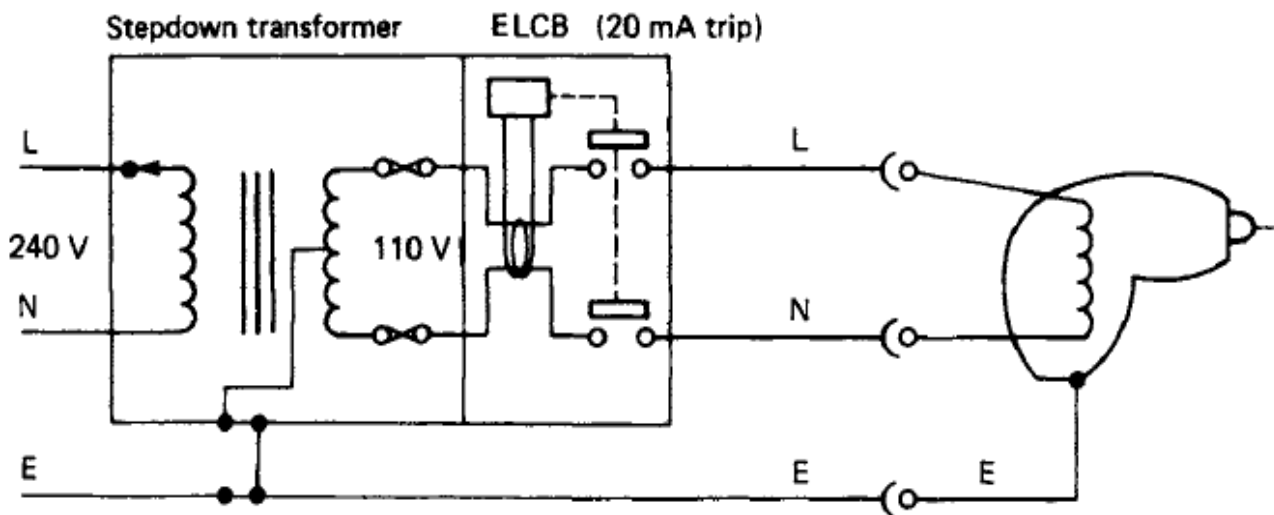 Stepdown transformer ELCB (20 mA trip)
L L
240 V 110 V
N N
E E E